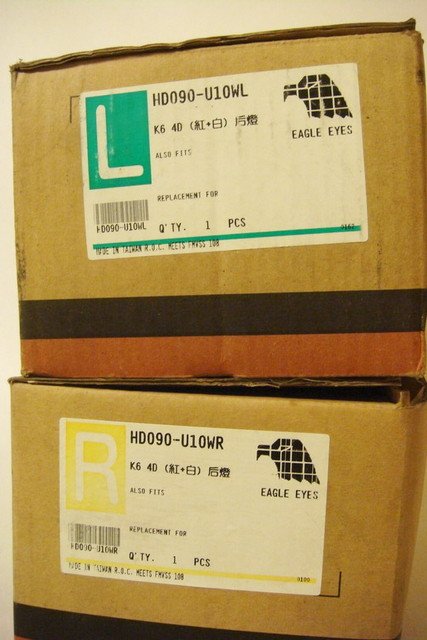 L
HD090-U10WL
K6 4D (紅+白) 后燈
EAGLE EYES
ALSO FITS
REPLACEMENT FOR
HD090-U10WL
Q'TY. 1 PCS
MADE IN TAIWAN R.O.C. MEETS FMVSS 108
R
HD090-U10WR
K6 4D (紅+白) 后燈
EAGLE EYES
ALSO FITS
REPLACEMENT FOR
HD090-U10WR
Q'TY. 1 PCS
MADE IN TAIWAN R.O.C. MEETS FMVSS 108